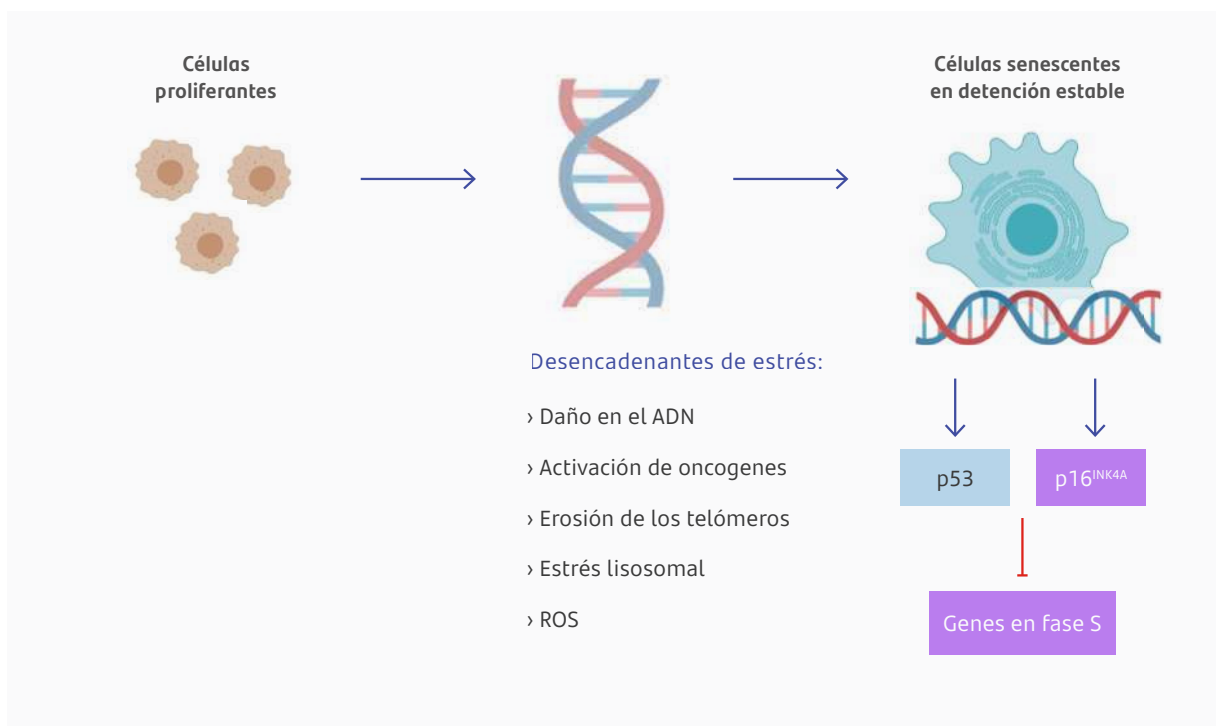 Células
proliferantes
Células senescentes
en detención estable
Desencadenantes de estrés:
› Daño en el ADN
› Activación de oncogenes
› Erosión de los telómeros
› Estrés lisosomal
› ROS
p53
p16INK4A
Genes en fase S